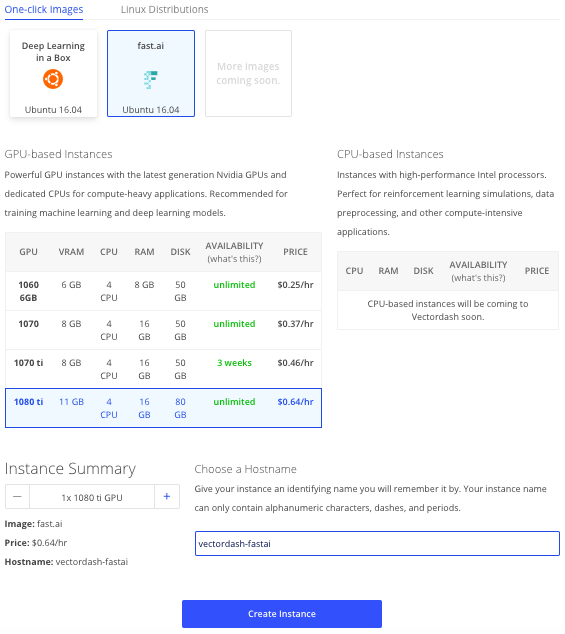 One-click Images
Linux Distributions
Deep Learning
in a Box
Ubuntu 16.04
fast.ai
Ubuntu 16.04
More images
coming soon.
GPU-based Instances
Powerful GPU instances with the latest generation Nvidia GPUs and
dedicated CPUs for compute-heavy applications. Recommended for
training machine learning and deep learning models.
GPU VRAM CPU RAM DISK AVAILABILITY (what's this?) PRICE
1060 6GB 6 GB 4 CPU 8 GB 50 GB unlimited $0.25/hr
1070 8 GB 4 CPU 16 GB 50 GB unlimited $0.37/hr
1070 ti 8 GB 4 CPU 16 GB 50 GB 3 weeks $0.46/hr
1080 ti 11 GB 4 CPU 16 GB 80 GB unlimited $0.64/hr
CPU-based Instances
Instances with high-performance Intel processors.
Perfect for reinforcement learning simulations, data
preprocessing, and other compute-intensive
applications.
CPU RAM DISK AVAILABILITY (what's this?) PRICE
CPU-based instances will be coming to
Vectordash soon.
Instance Summary
— 1x 1080 ti GPU +
Image: fast.ai
Price: $0.64/hr
Hostname: vectordash-fastai
Choose a Hostname
Give your instance an identifying name you will remember it by. Your instance name
can only contain alphanumeric characters, dashes, and periods.
vectordash-fastai
Create Instance